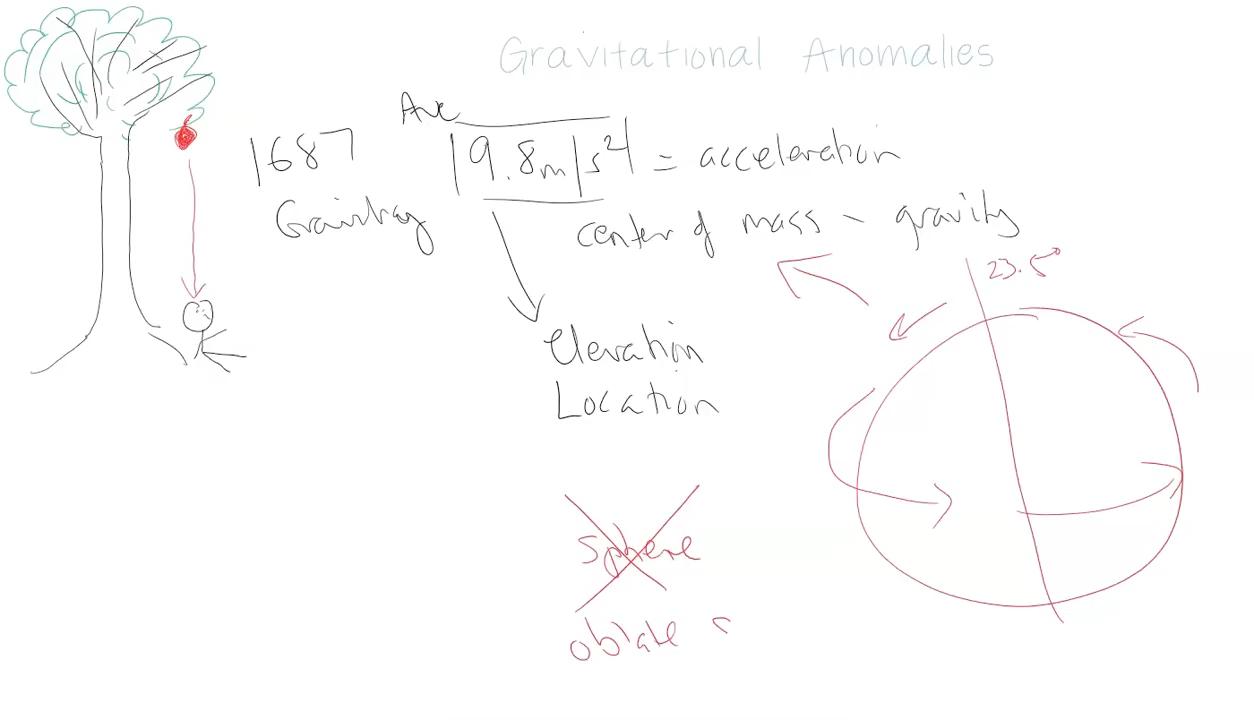 Gravitational Anomalies
Ave
1687
9.8m/s² = acceleration
center of mass - gravity
23.5°
Elevation
Location
sphere
oblate s